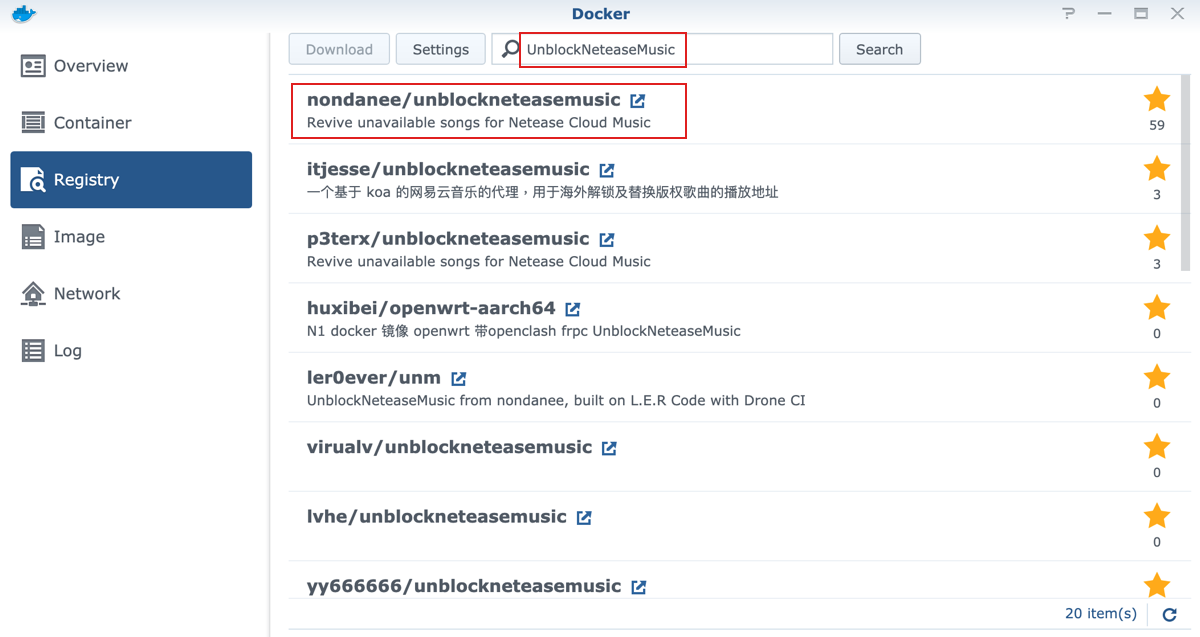 Docker
Overview
Container
Registry
Image
Network
Log
Download Settings UnblockNeteaseMusic Search
nondanee/unblockneteasemusic
Revive unavailable songs for Netease Cloud Music
59
itjesse/unblockneteasemusic
一个基于 koa 的网易云音乐的代理，用于海外解锁及替换版权歌曲的播放地址
3
p3terx/unblockneteasemusic
Revive unavailable songs for Netease Cloud Music
3
huxibei/openwrt-aarch64
N1 docker 镜像 openwrt 带openclash frpc UnblockNeteaseMusic
0
ler0ever/unm
UnblockNeteaseMusic from nondanee, built on L.E.R Code with Drone CI
0
virualv/unblockneteasemusic
0
lvhe/unblockneteasemusic
0
yy666666/unblockneteasemusic
20 item(s)